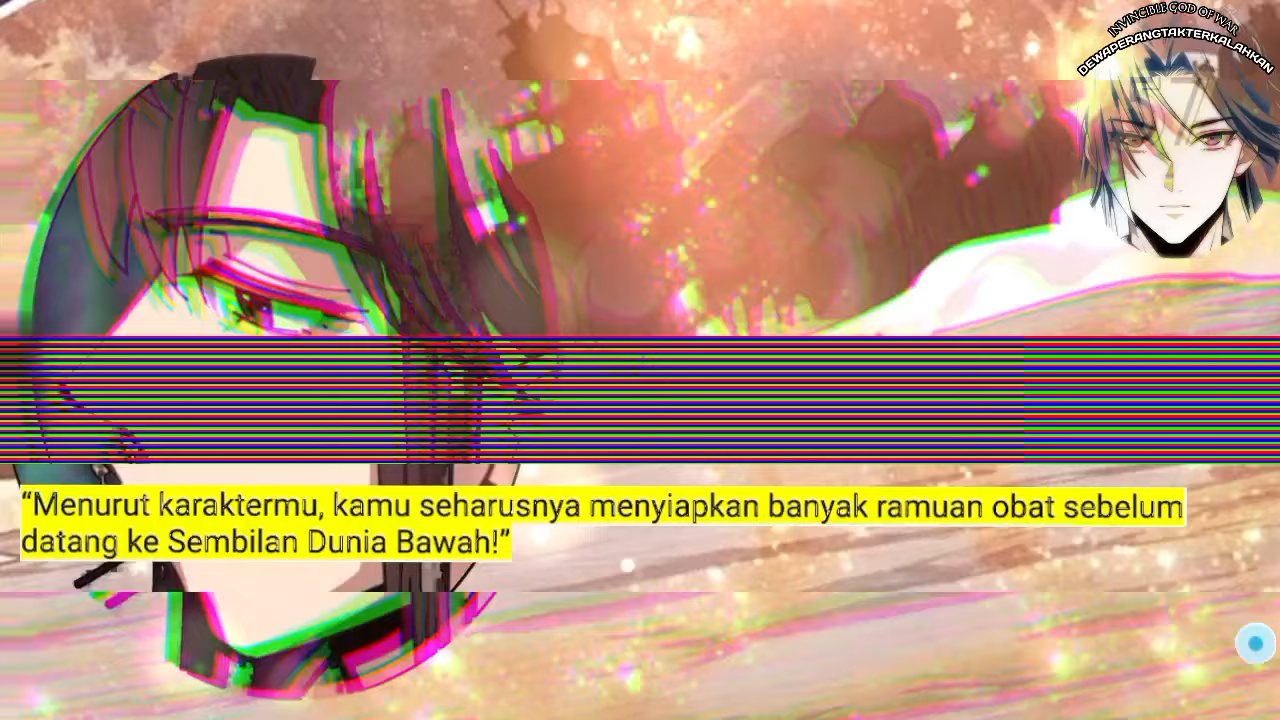 INVINCIBLE GOD OF WAR
DEWAPERANGTAKTERKALAHKAN
“Menurut karaktermu, kamu seharusnya menyiapkan banyak ramuan obat sebelum
datang ke Sembilan Dunia Bawah!”